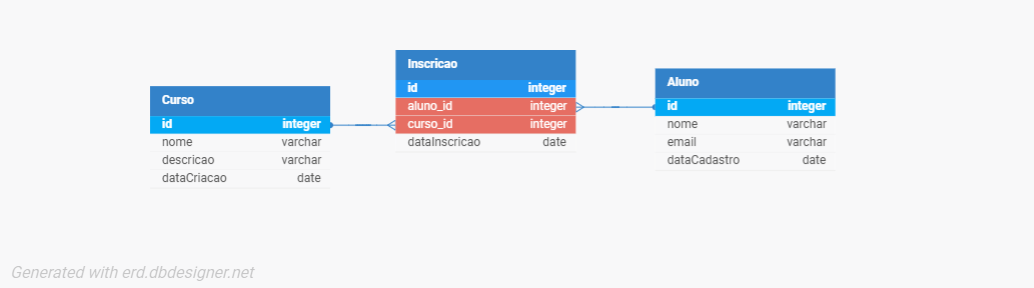 Curso
id integer
nome varchar
descricao varchar
dataCriacao date
Inscricao
id integer
aluno_id integer
curso_id integer
dataInscricao date
Aluno
id integer
nome varchar
email varchar
dataCadastro date
Generated with erd.dbdesigner.net